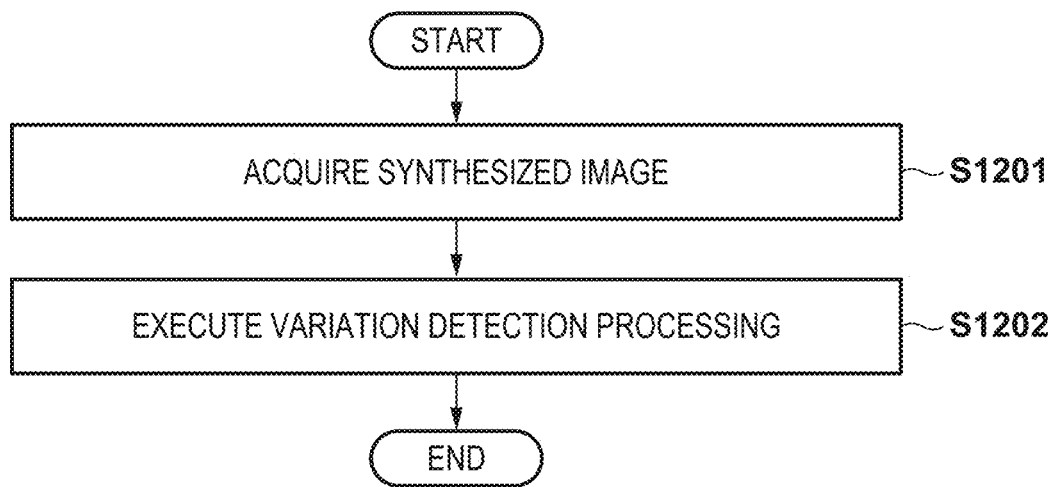 START
ACQUIRE SYNTHESIZED IMAGE
S1201
EXECUTE VARIATION DETECTION PROCESSING
S1202
END